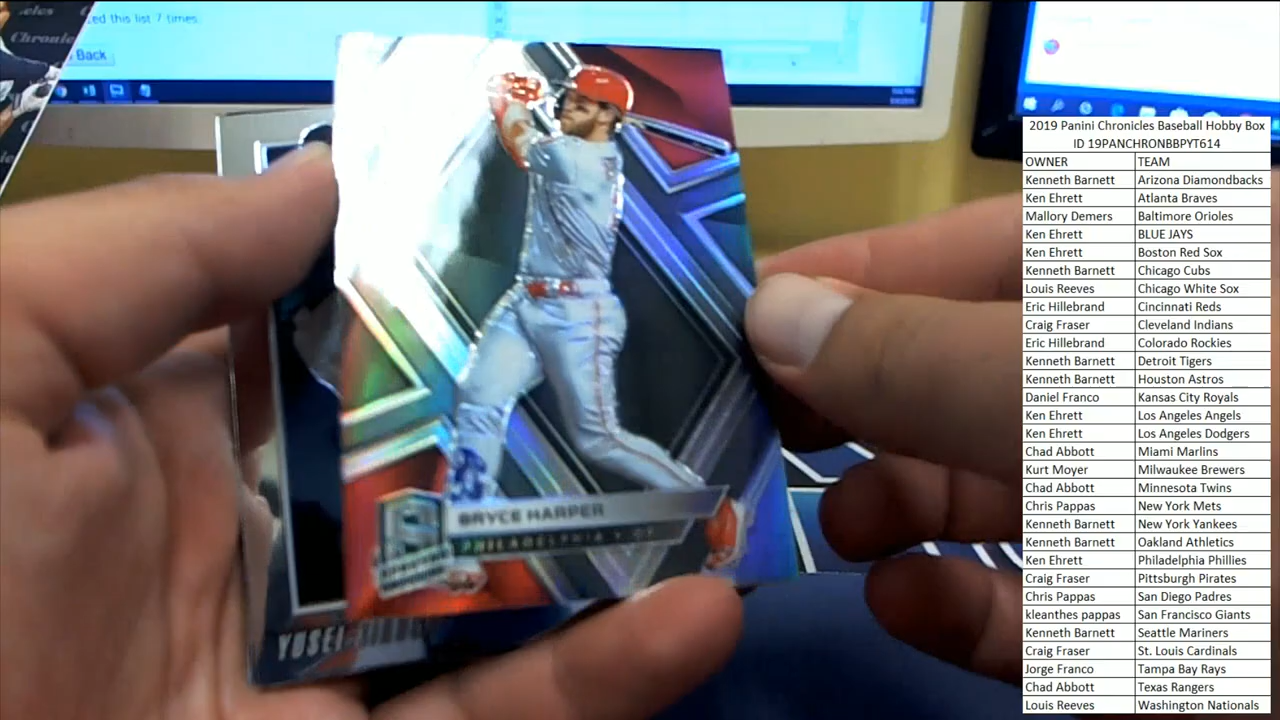 ced this list 7 times.
Back
Chronic
BRYCE HARPER
PHILADELPHIA • OF
YUSEI
2019 Panini Chronicles Baseball Hobby Box
ID 19PANCHRONBBPYT614
OWNER TEAM
Kenneth Barnett Arizona Diamondbacks
Ken Ehrett Atlanta Braves
Mallory Demers Baltimore Orioles
Ken Ehrett BLUE JAYS
Ken Ehrett Boston Red Sox
Kenneth Barnett Chicago Cubs
Louis Reeves Chicago White Sox
Eric Hillebrand Cincinnati Reds
Craig Fraser Cleveland Indians
Eric Hillebrand Colorado Rockies
Kenneth Barnett Detroit Tigers
Kenneth Barnett Houston Astros
Daniel Franco Kansas City Royals
Ken Ehrett Los Angeles Angels
Ken Ehrett Los Angeles Dodgers
Chad Abbott Miami Marlins
Kurt Moyer Milwaukee Brewers
Chad Abbott Minnesota Twins
Chris Pappas New York Mets
Kenneth Barnett New York Yankees
Kenneth Barnett Oakland Athletics
Ken Ehrett Philadelphia Phillies
Craig Fraser Pittsburgh Pirates
Chris Pappas San Diego Padres
kleanthes pappas San Francisco Giants
Kenneth Barnett Seattle Mariners
Craig Fraser St. Louis Cardinals
Jorge Franco Tampa Bay Rays
Chad Abbott Texas Rangers
Louis Reeves Washington Nationals